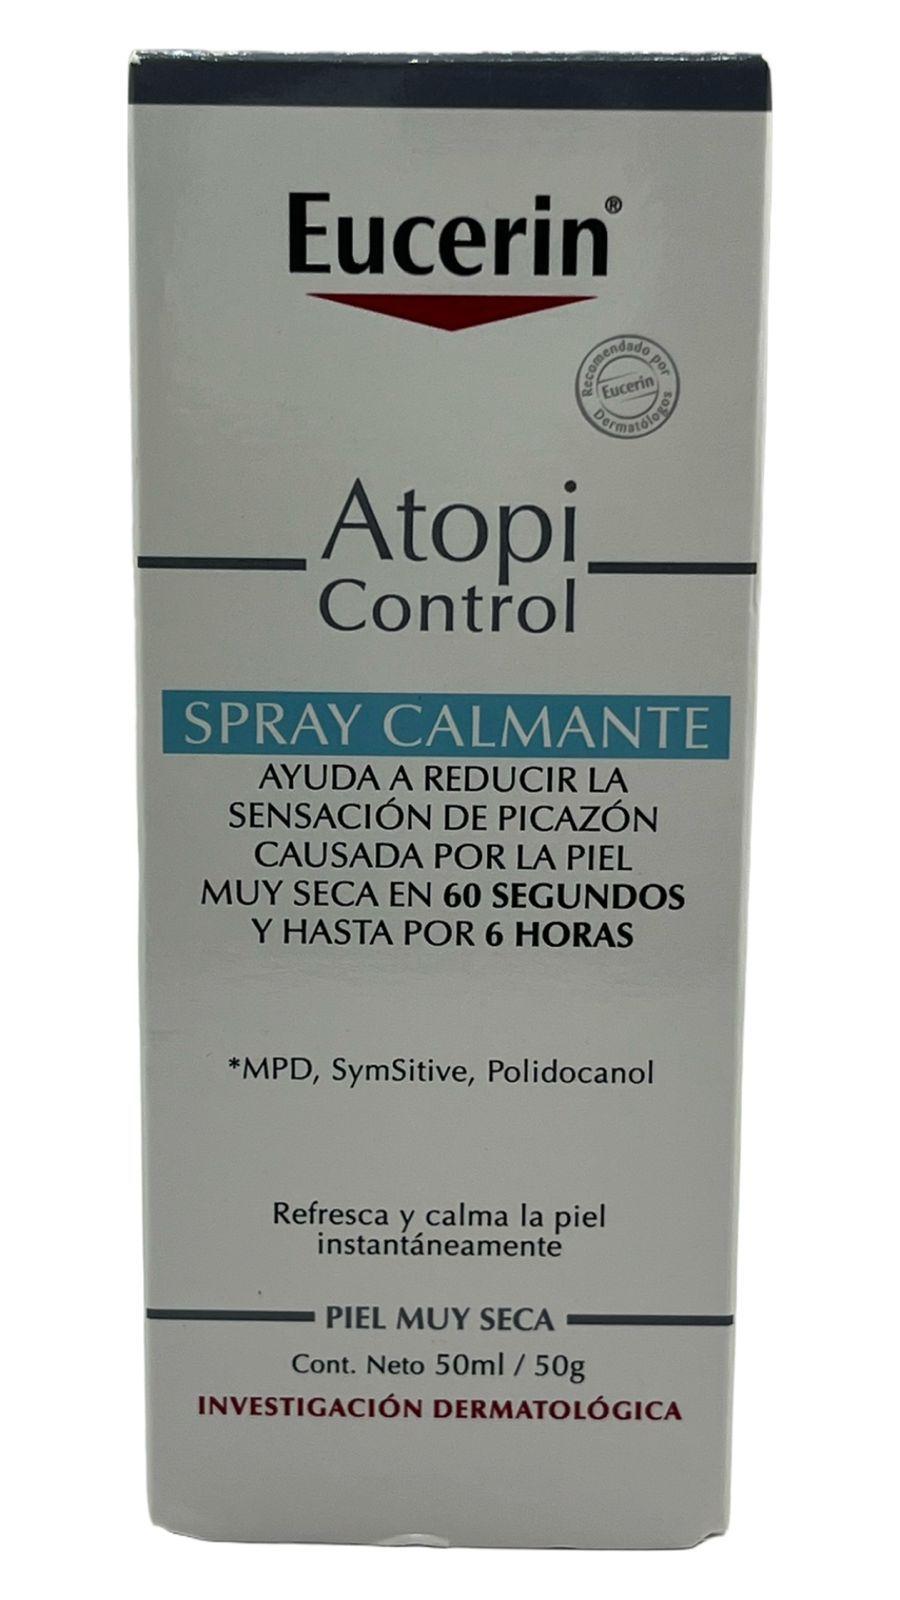 Eucerin®
Recomendado por
Eucerin
Dermatólogos
Atopi
Control
SPRAY CALMANTE
AYUDA A REDUCIR LA
SENSACIÓN DE PICAZÓN
CAUSADA POR LA PIEL
MUY SECA EN 60 SEGUNDOS
Y HASTA POR 6 HORAS
*MPD, SymSitive, Polidocanol
Refresca y calma la piel
instantáneamente
PIEL MUY SECA
Cont. Neto 50ml / 50g
INVESTIGACIÓN DERMATOLÓGICA